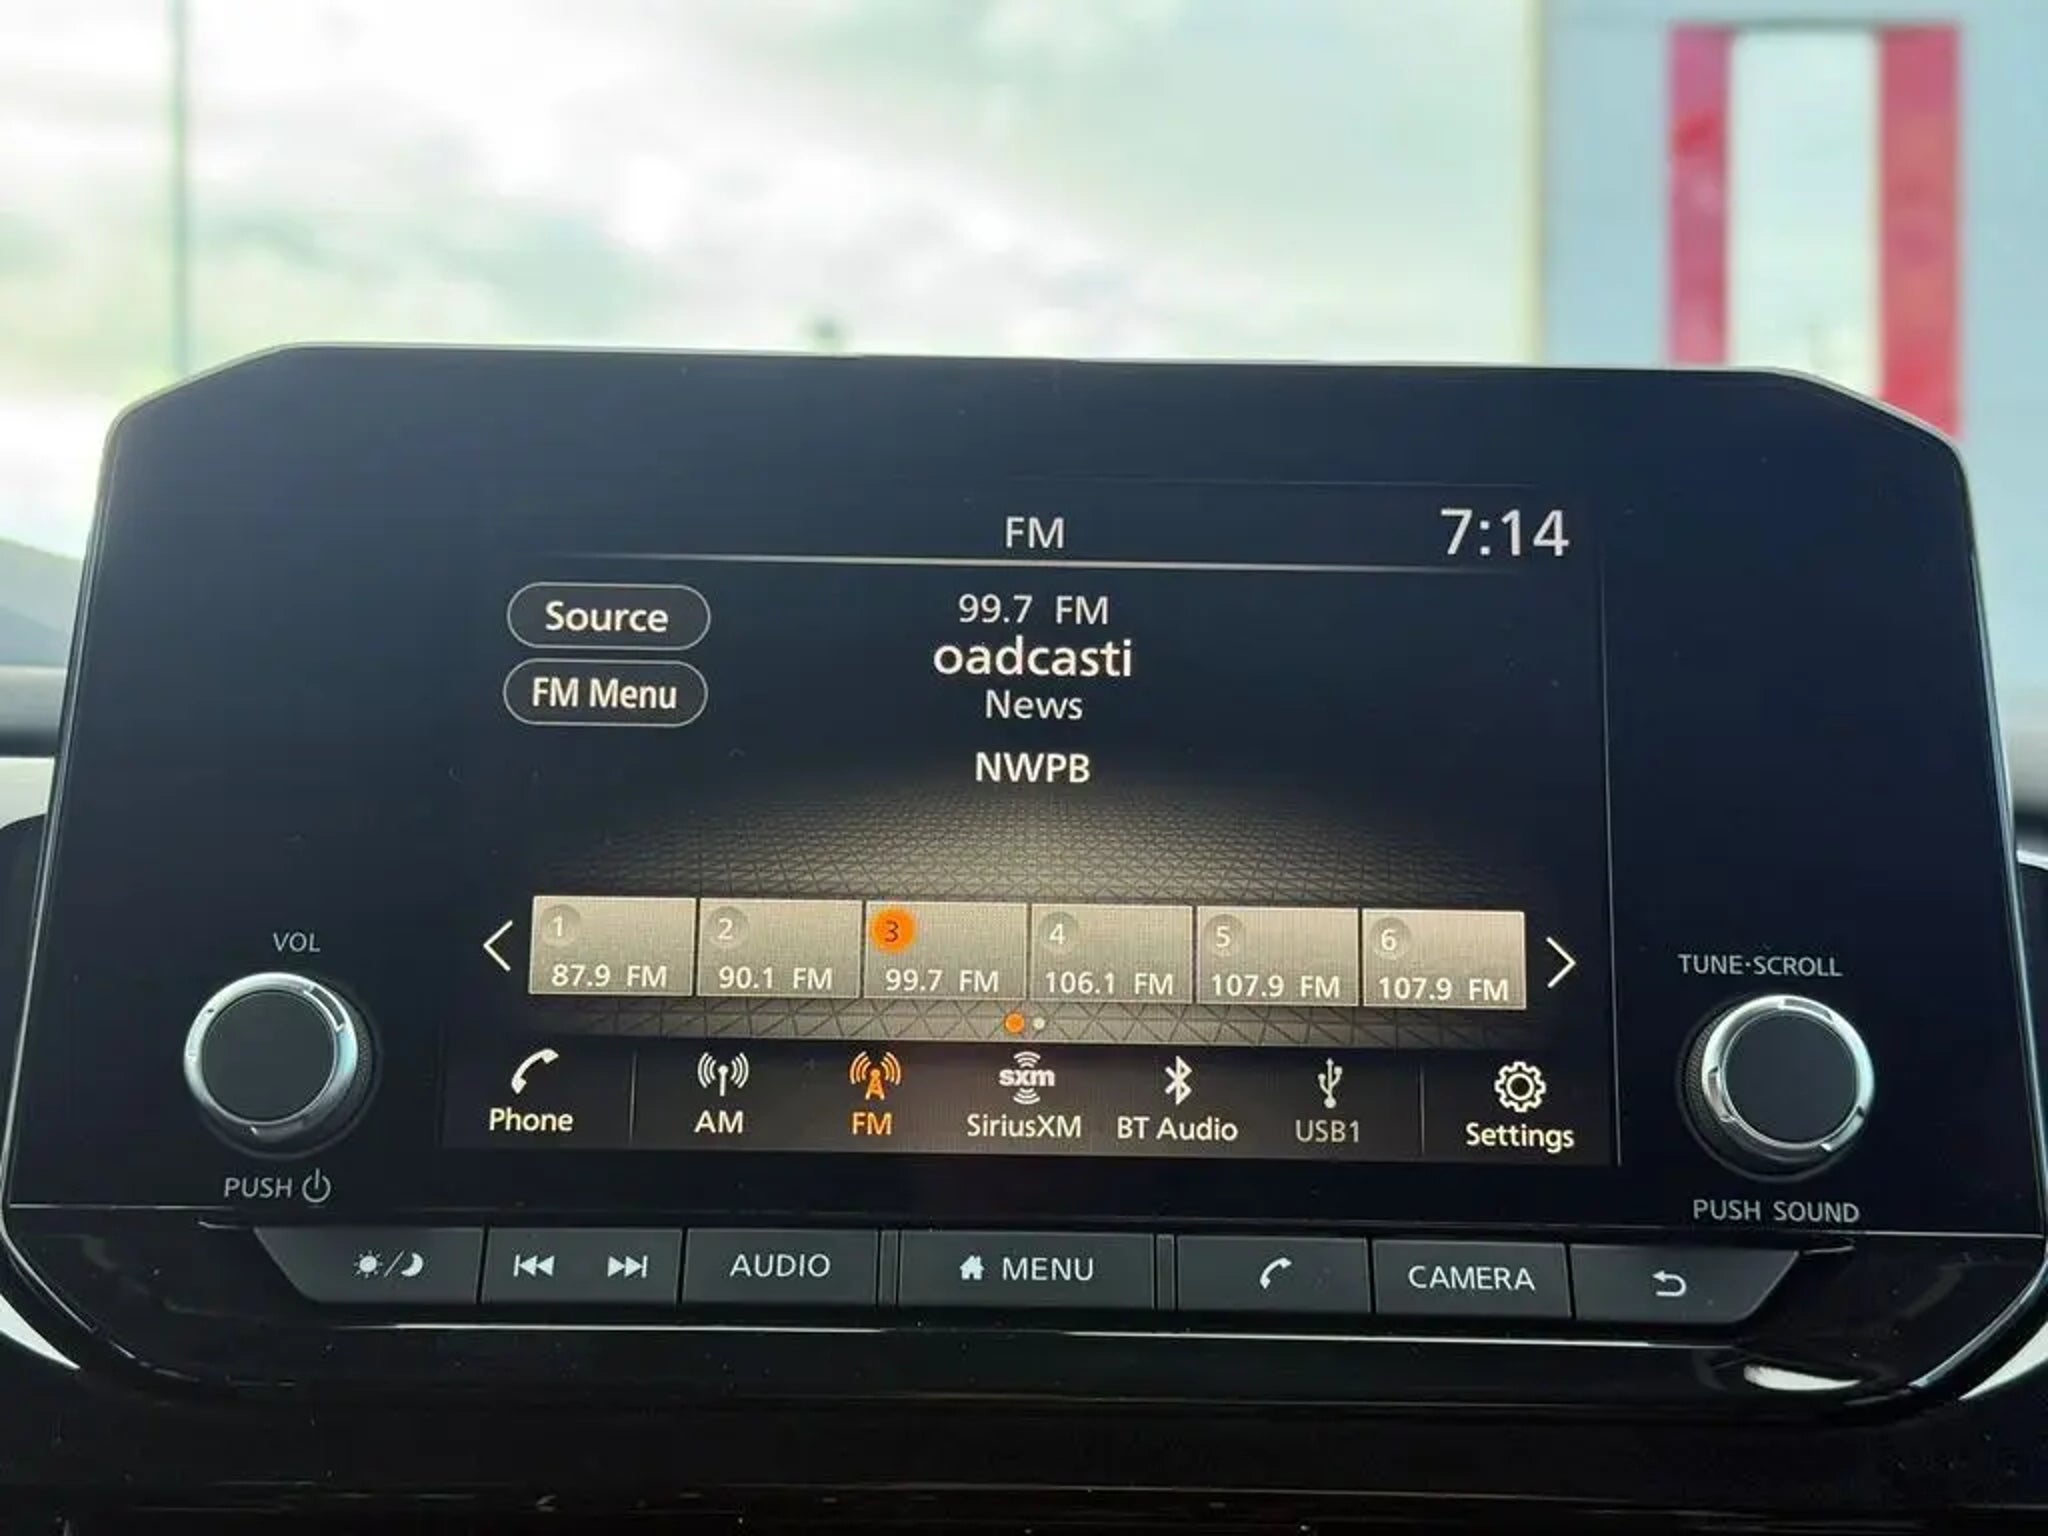 FM
7:14
Source
99.7 FM
oadcasti
FM Menu
News
NWPB
1
2
3
4
5
6
87.9 FM
90.1 FM
99.7 FM
106.1 FM
107.9 FM
107.9 FM
VOL
TUNE·SCROLL
sxm
Phone
AM
FM
SiriusXM
BT Audio
USB1
Settings
PUSH
PUSH SOUND
AUDIO
MENU
CAMERA